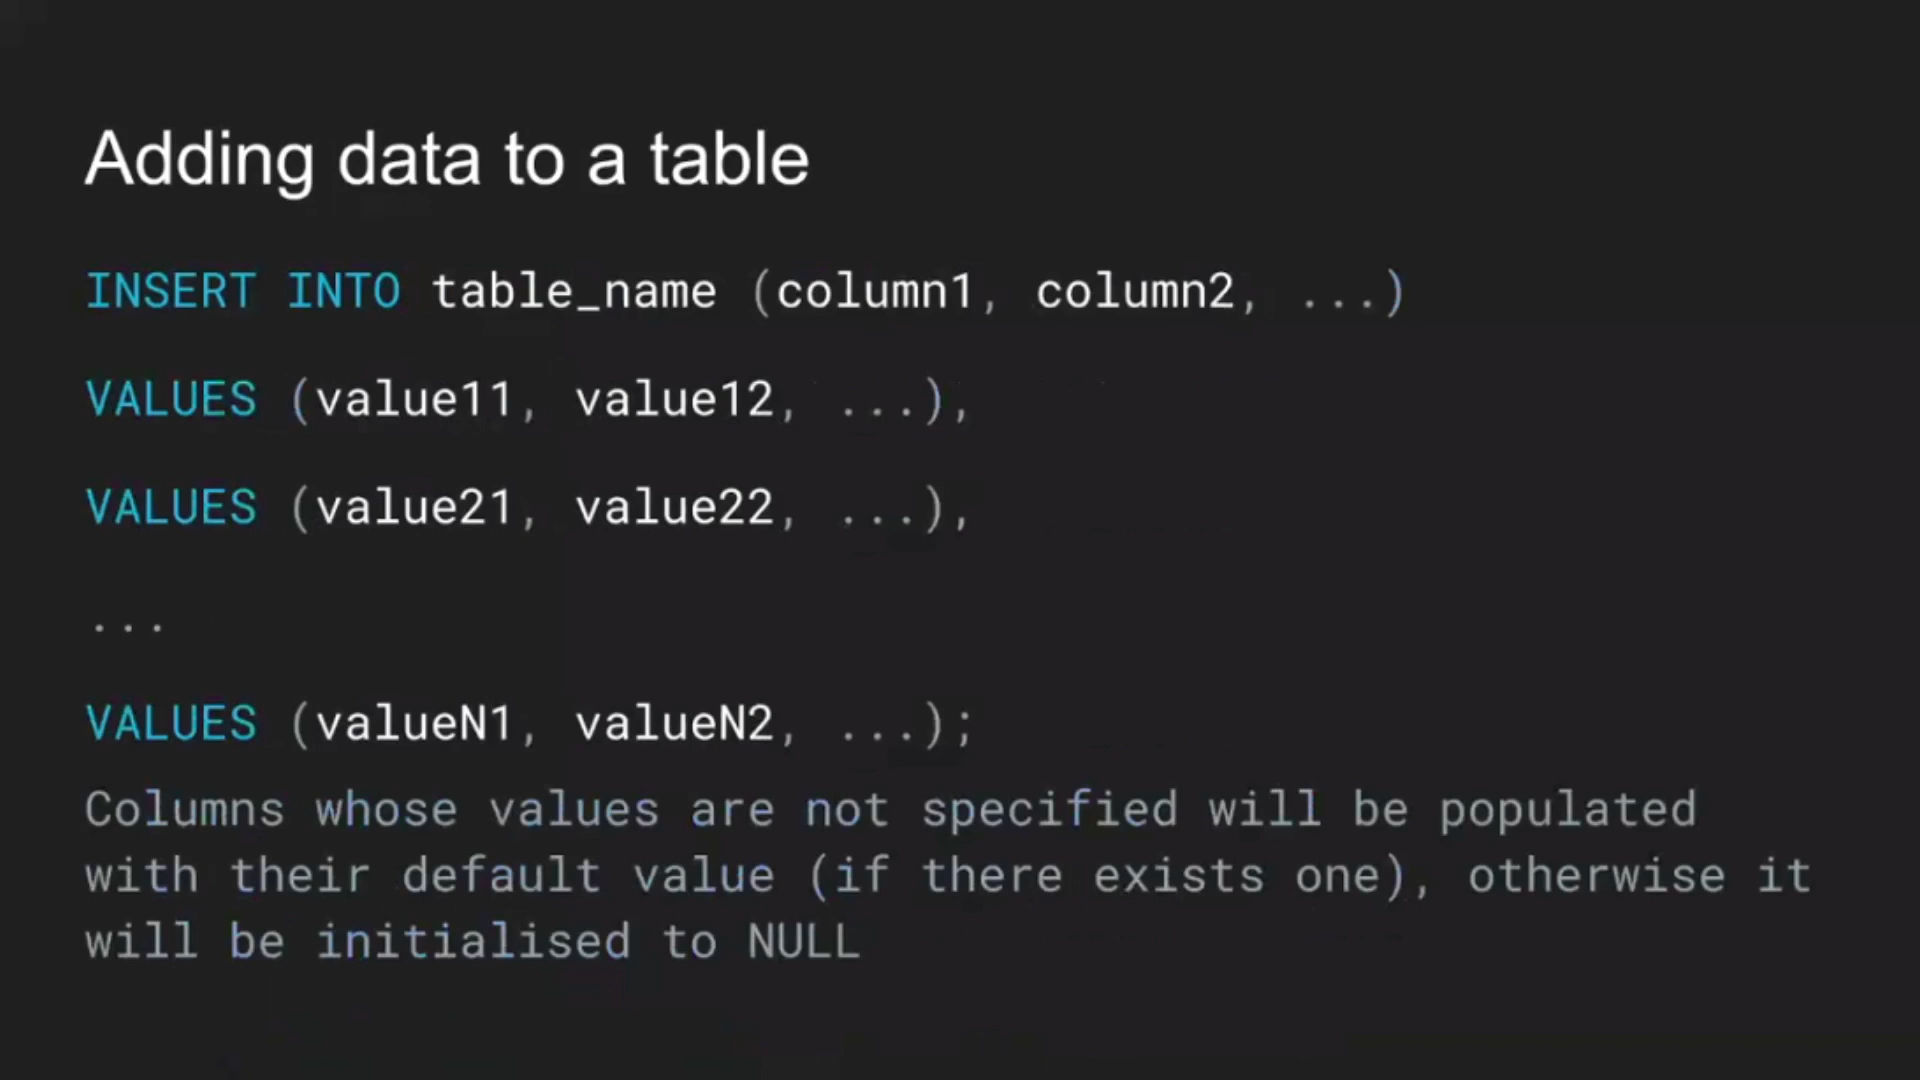 Adding data to a table
INSERT INTO table_name (column1, column2, ...)
VALUES (value11, value12, ...),
VALUES (value21, value22, ...),
...
VALUES (valueN1, valueN2, ...);
Columns whose values are not specified will be populated
with their default value (if there exists one), otherwise it
will be initialised to NULL